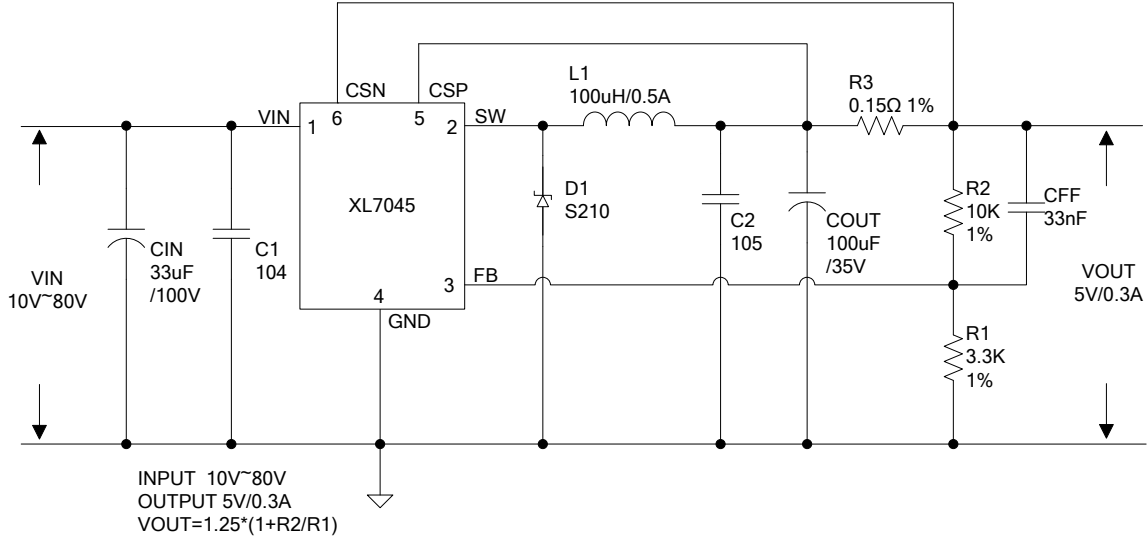 CSN
CSP
L1
100uH/0.5A
R3
0.15Ω 1%
VIN
1
6
5
2
SW
XL7045
D1
S210
C2
105
COUT
100uF
/35V
R2
10K
1%
CFF
33nF
CIN
33uF
/100V
C1
104
VIN
10V~80V
3
FB
4
GND
VOUT
5V/0.3A
R1
3.3K
1%
INPUT 10V~80V
OUTPUT 5V/0.3A
VOUT=1.25*(1+R2/R1)